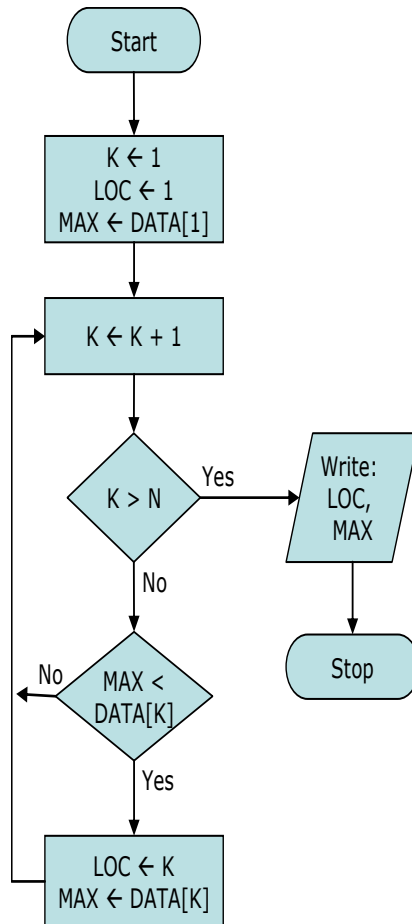 Start
K ← 1
LOC ← 1
MAX ← DATA[1]
K ← K + 1
K > N
Yes
Write:
LOC,
MAX
Stop
No
MAX <
DATA[K]
No
Yes
LOC ← K
MAX ← DATA[K]